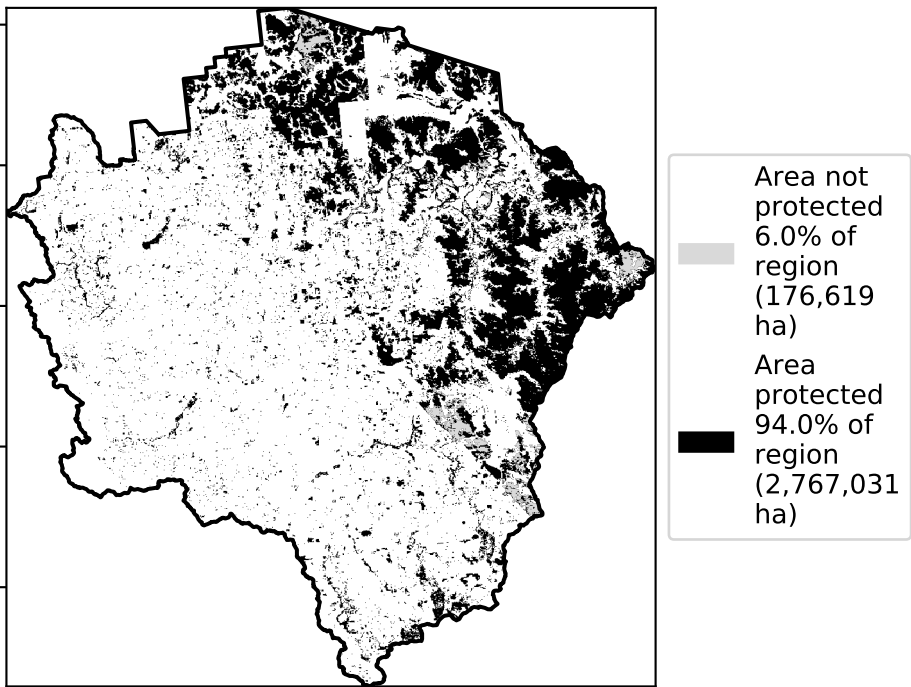 Area not
protected
6.0% of
region
(176,619
ha)
Area
protected
94.0% of
region
(2,767,031
ha)